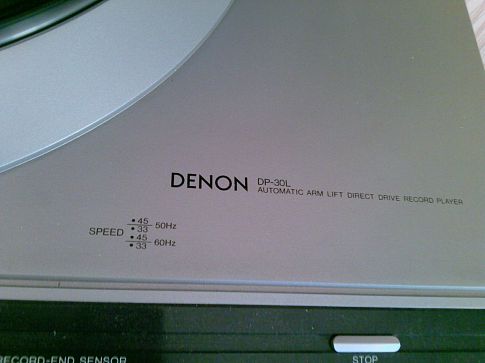 DENON DP-30L
AUTOMATIC ARM LIFT DIRECT DRIVE RECORD PLAYER
SPEED
• 45
• 33
50Hz
• 45
• 33
60Hz
RECORD-END SENSOR
STOP